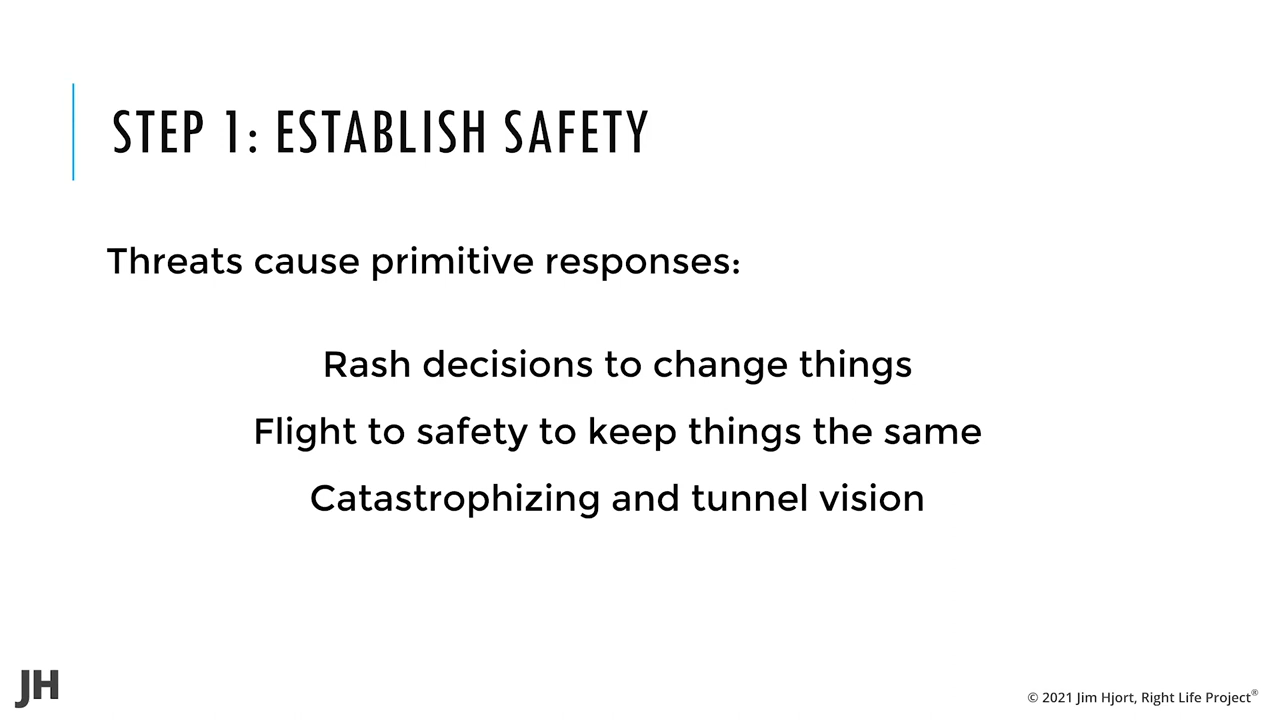 STEP 1: ESTABLISH SAFETY
Threats cause primitive responses:
Rash decisions to change things
Flight to safety to keep things the same
Catastrophizing and tunnel vision
JH
© 2021 Jim Hjort, Right Life Project®